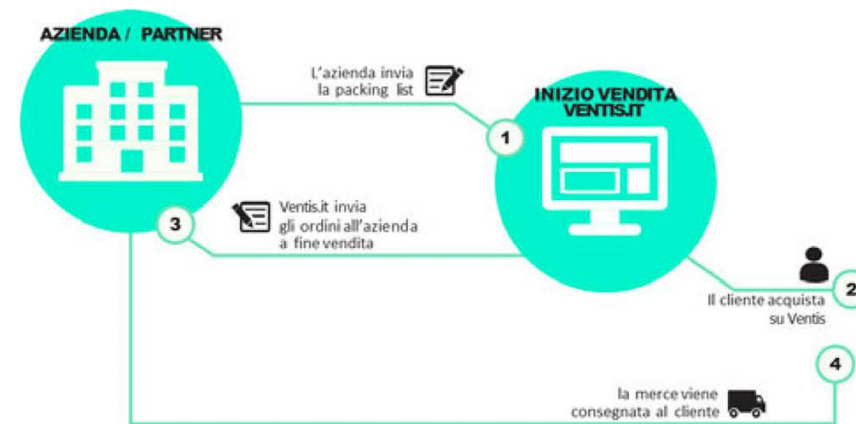 AZIENDA / PARTNER
L'azienda invia
la packing list
INIZIO VENDITA
VENTIS.IT
1
3
Ventis.it invia
gli ordini all'azienda
a fine vendita
2
Il cliente acquista
su Ventis
4
la merce viene
consegnata al cliente